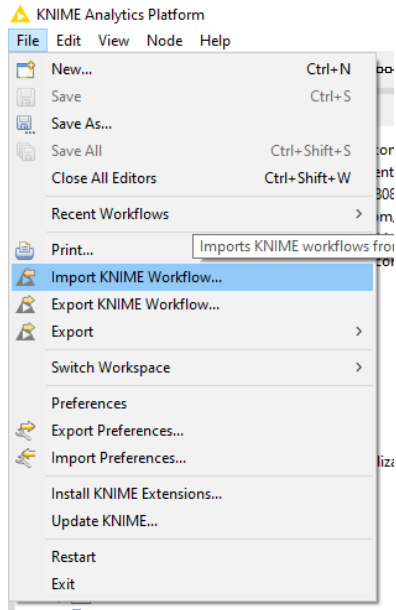 KNIME Analytics Platform
File Edit View Node Help
New... Ctrl+N
Save Ctrl+S
Save As...
Save All Ctrl+Shift+S
Close All Editors Ctrl+Shift+W
Recent Workflows
Print...
Imports KNIME workflows fro
Import KNIME Workflow...
Export KNIME Workflow...
Export
Switch Workspace
Preferences
Export Preferences...
Import Preferences...
Install KNIME Extensions...
Update KNIME...
Restart
Exit